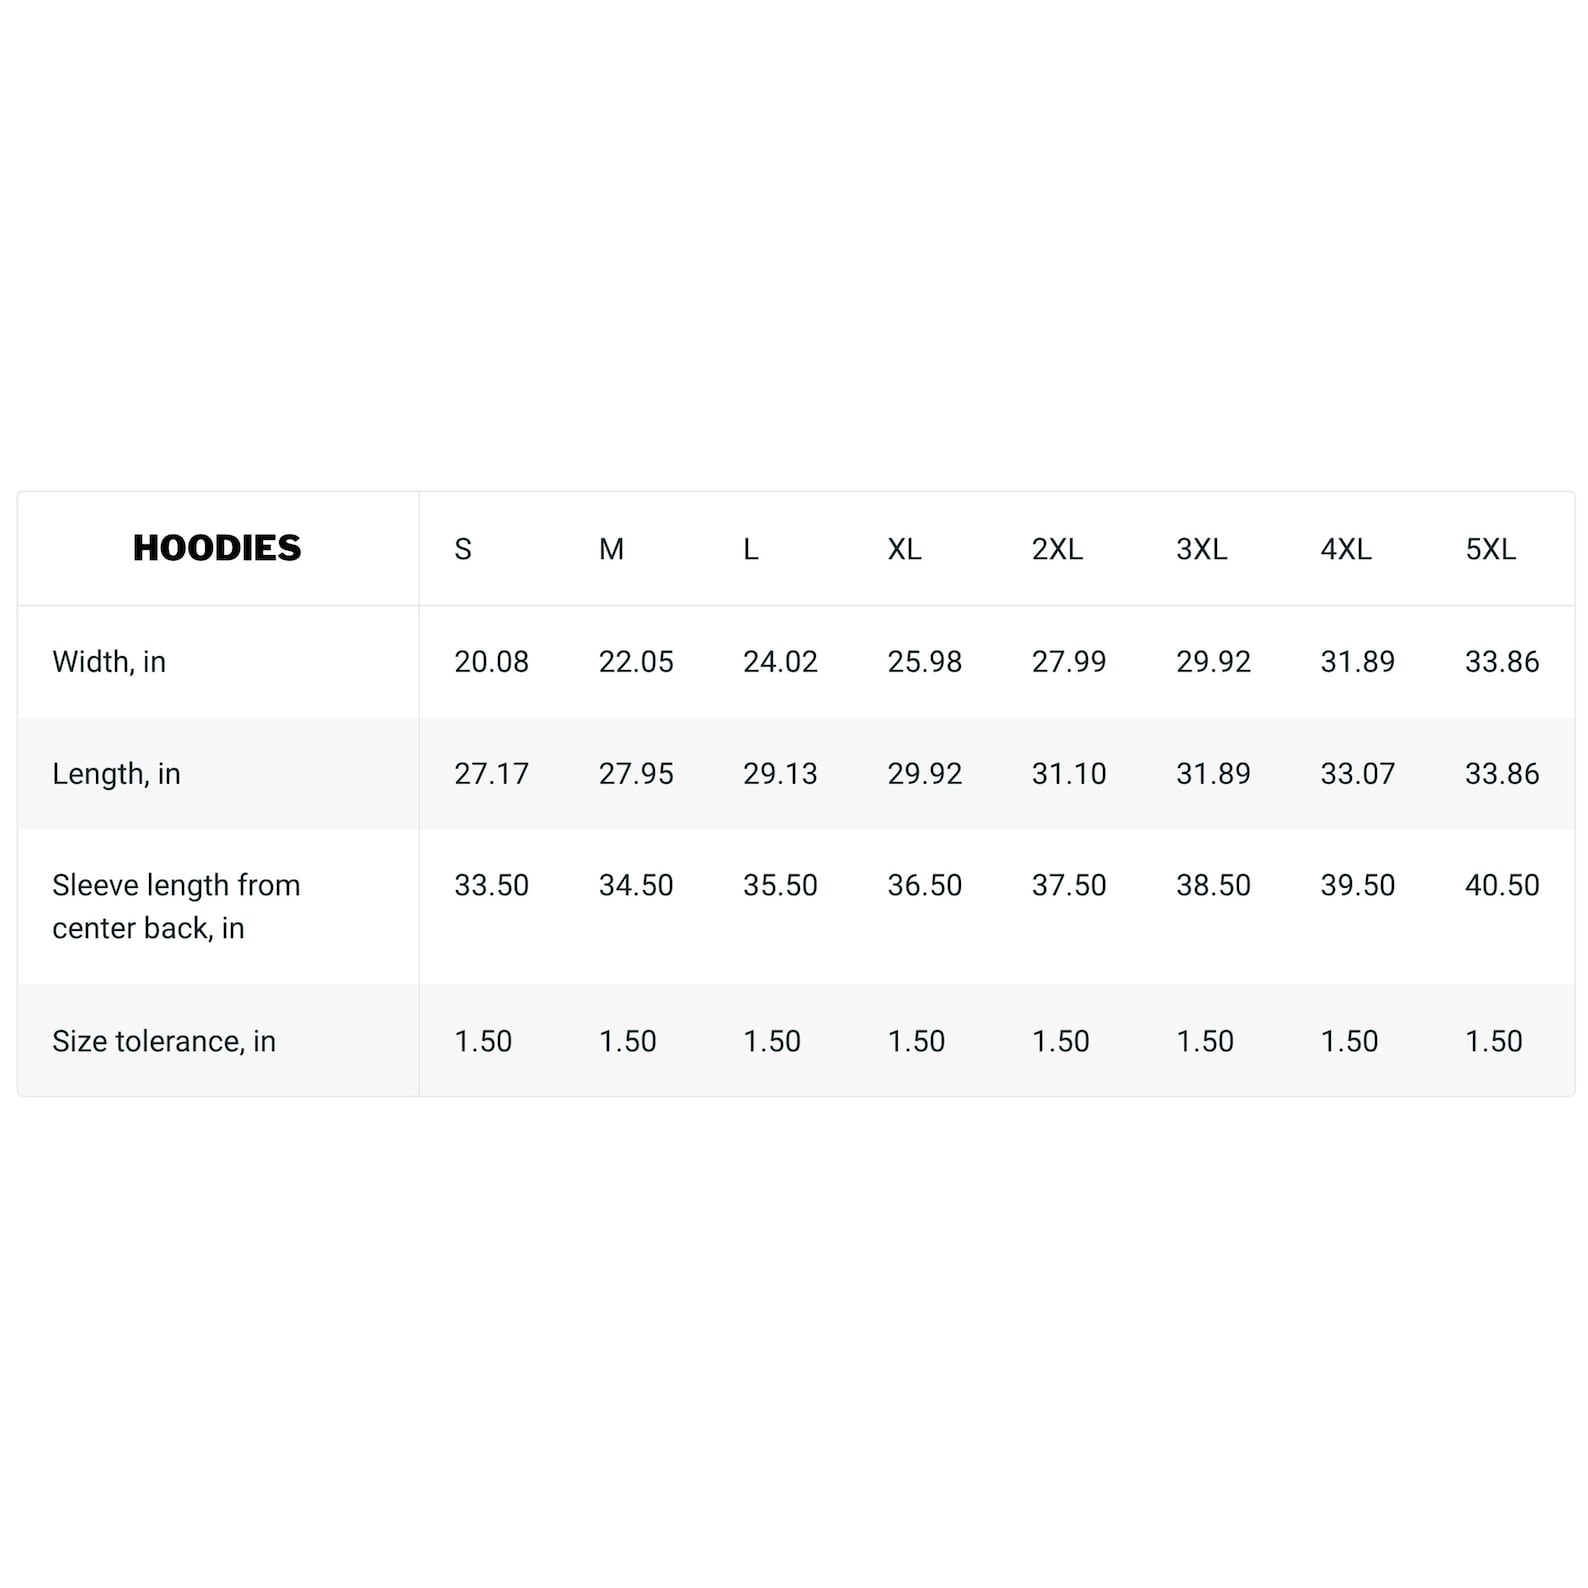 HOODIES S M L XL 2XL 3XL 4XL 5XL
Width, in 20.08 22.05 24.02 25.98 27.99 29.92 31.89 33.86
Length, in 27.17 27.95 29.13 29.92 31.10 31.89 33.07 33.86
Sleeve length from 33.50 34.50 35.50 36.50 37.50 38.50 39.50 40.50
center back, in
Size tolerance, in 1.50 1.50 1.50 1.50 1.50 1.50 1.50 1.50